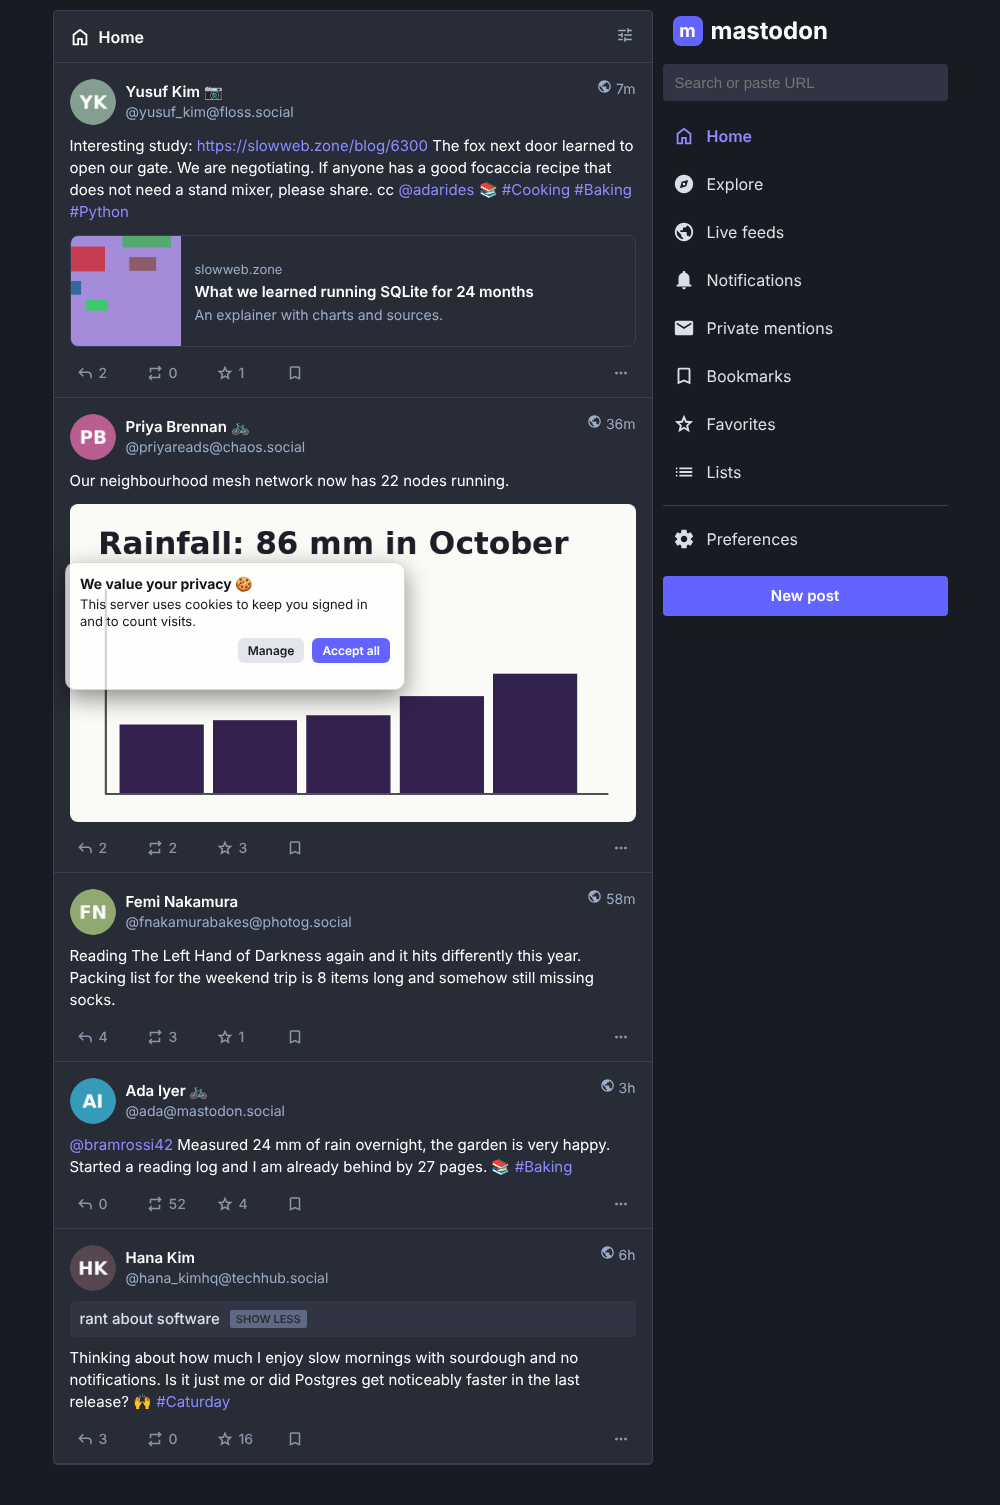 Home
YK
Yusuf Kim 📷
7m
@yusuf_kim@floss.social
Interesting study: https://slowweb.zone/blog/6300 The fox next door learned to
open our gate. We are negotiating. If anyone has a good focaccia recipe that
does not need a stand mixer, please share. cc @adarides 📚 #Cooking #Baking
#Python
slowweb.zone
What we learned running SQLite for 24 months
An explainer with charts and sources.
2 0 1
PB
Priya Brennan 🚲
36m
@priyareads@chaos.social
Our neighbourhood mesh network now has 22 nodes running.
Rainfall: 86 mm in October
We value your privacy 🍪
This server uses cookies to keep you signed in
and to count visits.
Manage Accept all
2 2 3
FN
Femi Nakamura
58m
@fnakamurabakes@photog.social
Reading The Left Hand of Darkness again and it hits differently this year.
Packing list for the weekend trip is 8 items long and somehow still missing
socks.
4 3 1
AI
Ada Iyer 🚲
3h
@ada@mastodon.social
@bramrossi42 Measured 24 mm of rain overnight, the garden is very happy.
Started a reading log and I am already behind by 27 pages. 📚 #Baking
0 52 4
HK
Hana Kim
6h
@hana_kimhq@techhub.social
rant about software SHOW LESS
Thinking about how much I enjoy slow mornings with sourdough and no
notifications. Is it just me or did Postgres get noticeably faster in the last
release? 🙌 #Caturday
3 0 16
m mastodon
Search or paste URL
Home
Explore
Live feeds
Notifications
Private mentions
Bookmarks
Favorites
Lists
Preferences
New post